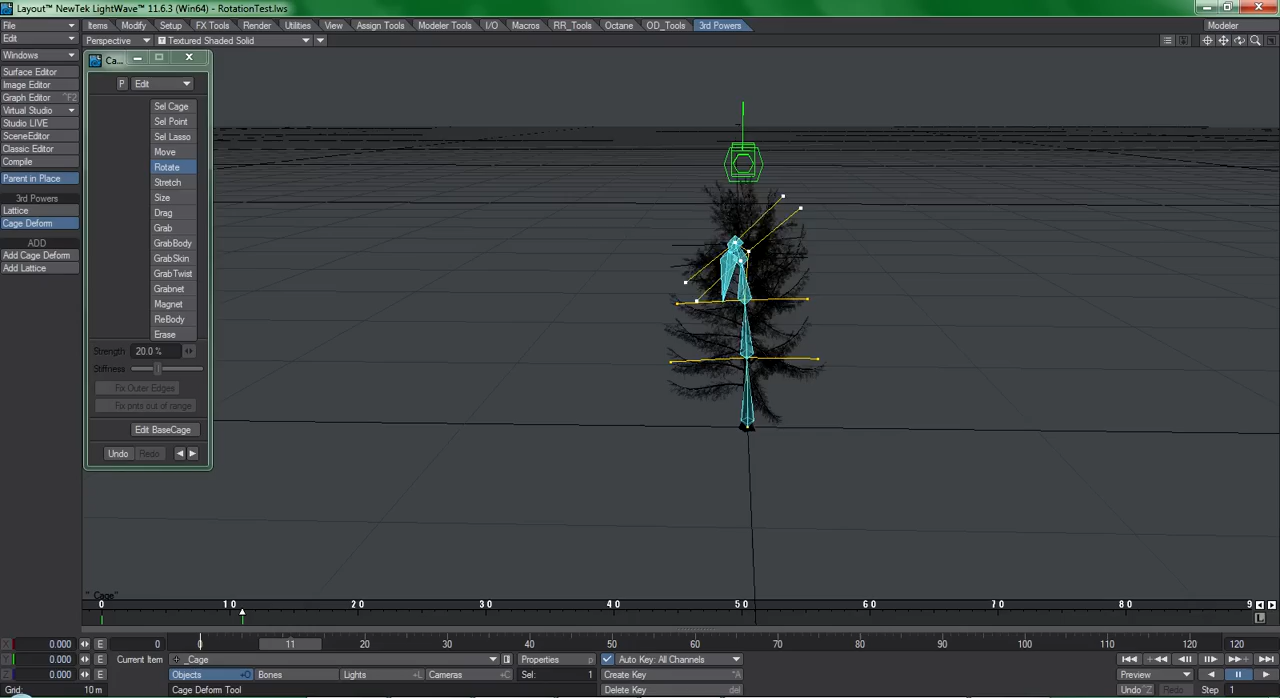 Layout™ NewTek LightWave™ 11.6.3 (Win64) - RotationTest.lws
File Items Modify Setup FX Tools Render Utilities View Assign Tools Modeler Tools I/O Macros RR_Tools Octane OD_Tools 3rd Powers Modeler
Edit Perspective T Textured Shaded Solid
Windows
Ca...
Surface Editor
Image Editor
P Edit
Graph Editor ^F2
Virtual Studio
Studio LIVE
SceneEditor
Classic Editor
Compile
Parent in Place
3rd Powers
Lattice
Cage Deform
ADD
Add Cage Deform
Add Lattice
Sel Cage
Sel Point
Sel Lasso
Move
Rotate
Stretch
Size
Drag
Grab
GrabBody
GrabSkin
GrabTwist
Grabnet
Magnet
ReBody
Erase
Strength 20.0 %
Stiffness
Fix Outer Edges
Fix pnts out of range
Edit BaseCage
Undo Redo
"_Cage"
0 10 20 30 40 50 60 70 80 9
L
X 0.000 E 0 0 11 20 30 40 50 60 70 80 90 100 110 120 120
Y 0.000 E Current Item + _Cage Properties p Auto Key: All Channels
Z 0.000 E Objects +O Bones Lights +L Cameras +C Sel: 1 Create Key ^A Preview
Grid: 10 m Cage Deform Tool Delete Key del Undo^Z Redo Step 1